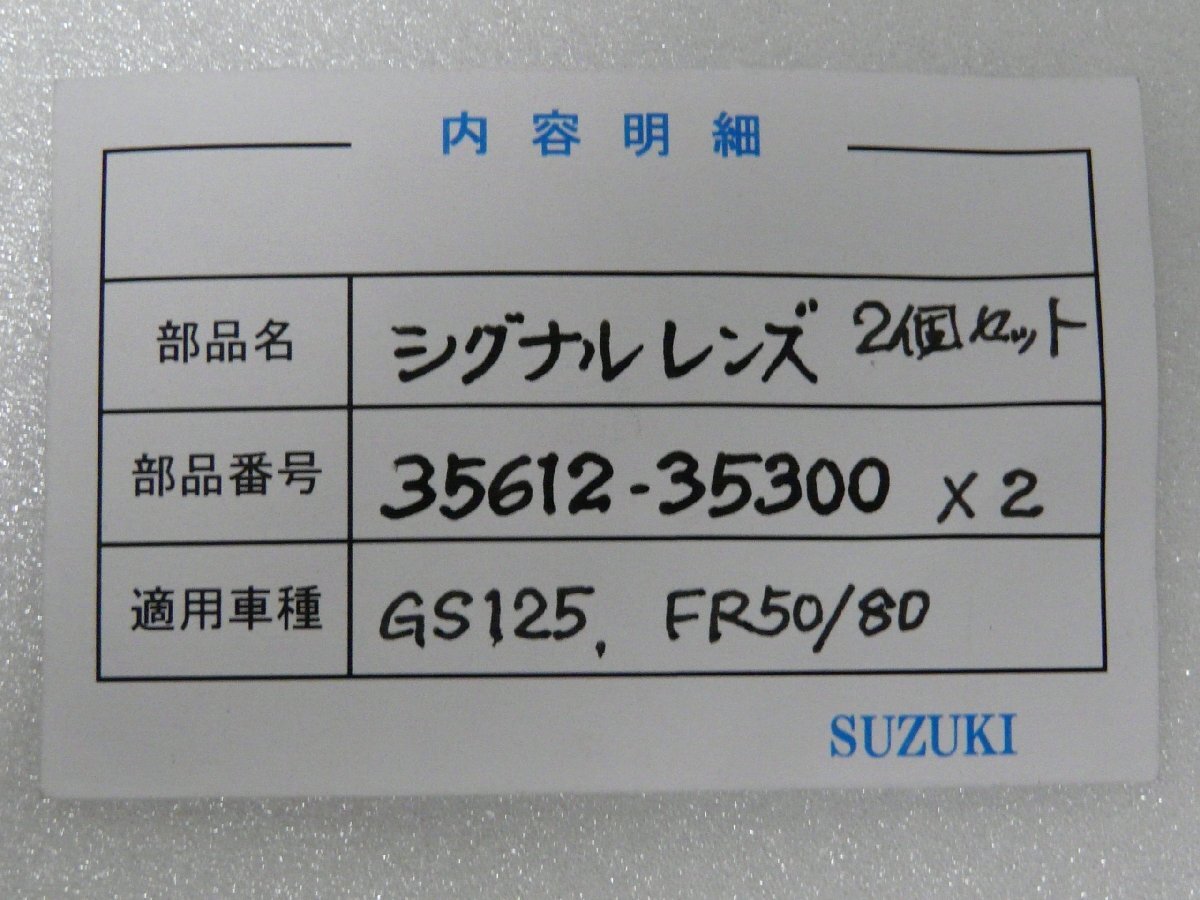 内容明細
部品名 シグナルレンズ 2個セット
部品番号 35612-35300 x2
適用車種 GS125, FR50/80
SUZUKI